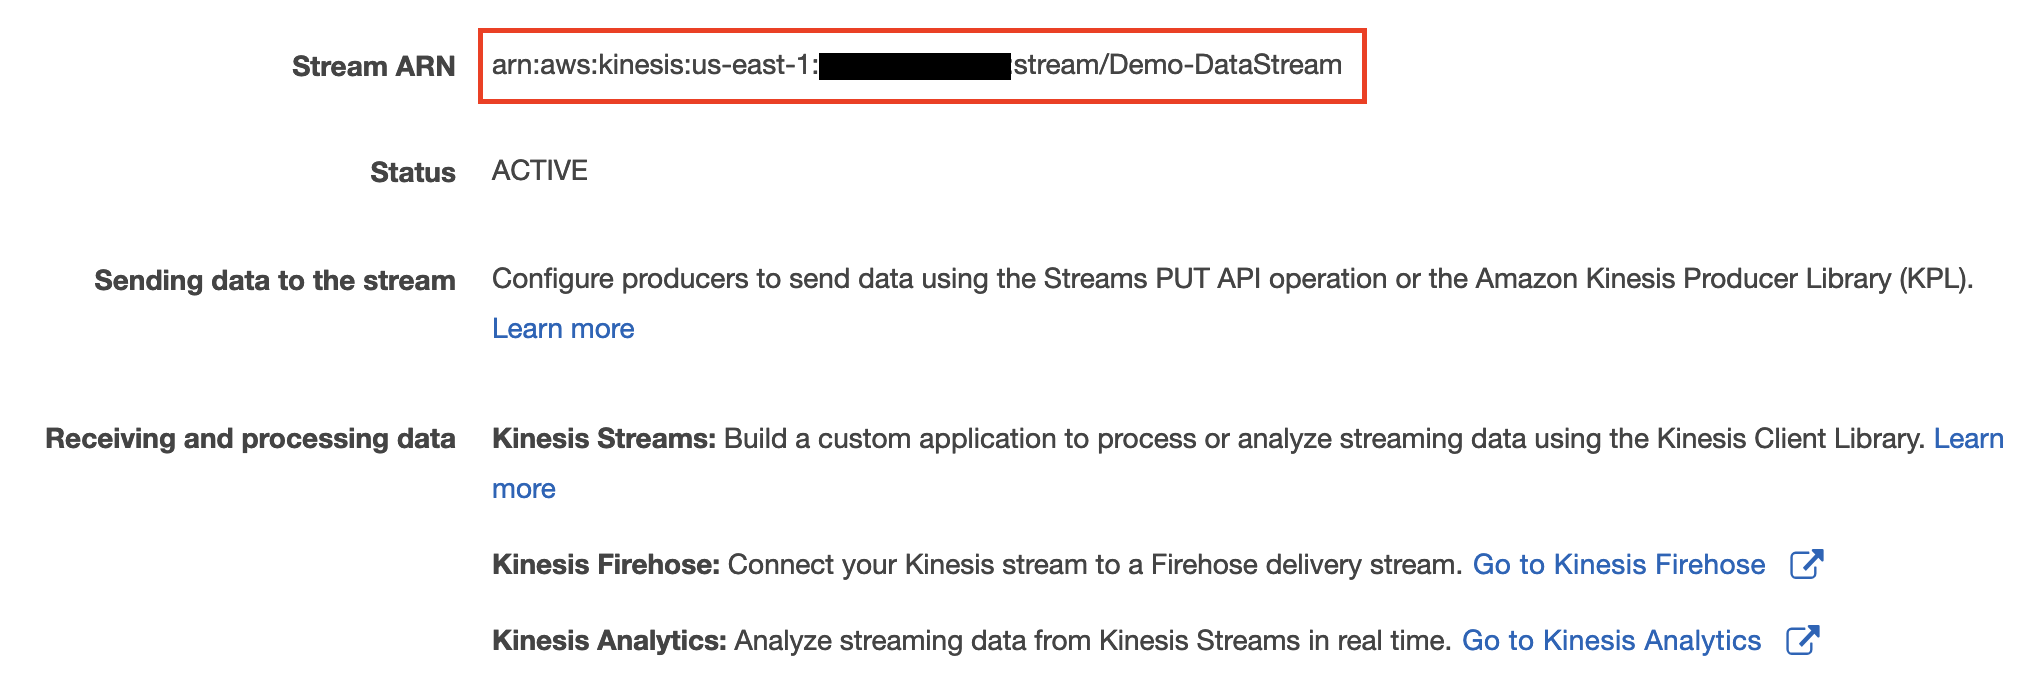 Stream ARN arn:aws:kinesis:us-east-1: :stream/Demo-DataStream
Status ACTIVE
Sending data to the stream Configure producers to send data using the Streams PUT API operation or the Amazon Kinesis Producer Library (KPL).
Learn more
Receiving and processing data Kinesis Streams: Build a custom application to process or analyze streaming data using the Kinesis Client Library. Learn
more
Kinesis Firehose: Connect your Kinesis stream to a Firehose delivery stream. Go to Kinesis Firehose
Kinesis Analytics: Analyze streaming data from Kinesis Streams in real time. Go to Kinesis Analytics